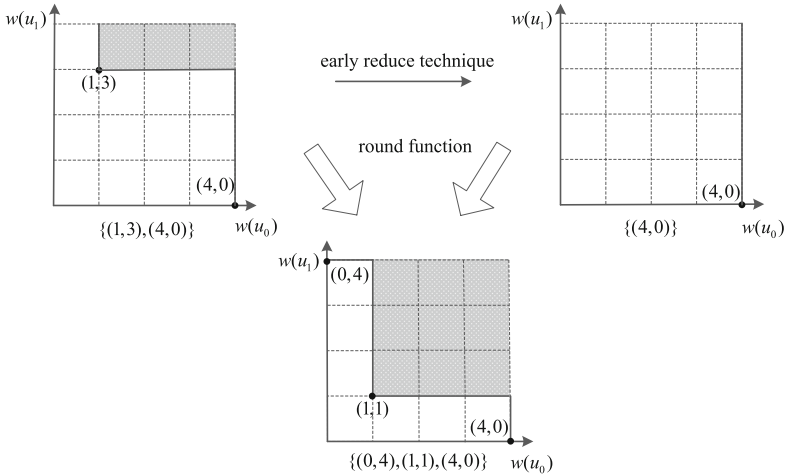 w(u₁)
(1,3)
(4,0)
{(1,3),(4,0)}
w(u₀)
early reduce technique
round function
(4,0)
{(4,0)}
w(u₀)
w(u₁)
(0,4)
(1,1)
(4,0)
{(0,4),(1,1),(4,0)}
w(u₀)